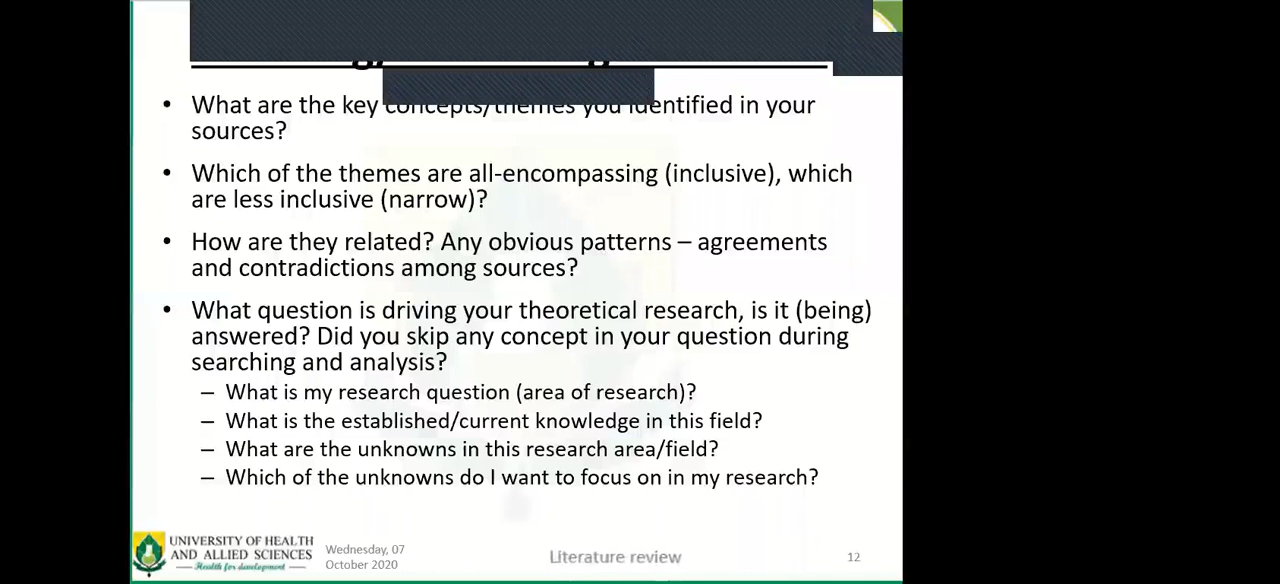 • What are the key concepts/themes you identified in your
sources?
• Which of the themes are all-encompassing (inclusive), which
are less inclusive (narrow)?
• How are they related? Any obvious patterns – agreements
and contradictions among sources?
• What question is driving your theoretical research, is it (being)
answered? Did you skip any concept in your question during
searching and analysis?
– What is my research question (area of research)?
– What is the established/current knowledge in this field?
– What are the unknowns in this research area/field?
– Which of the unknowns do I want to focus on in my research?
UNIVERSITY OF HEALTH
AND ALLIED SCIENCES
Health for development
Wednesday, 07
October 2020
Literature review
12